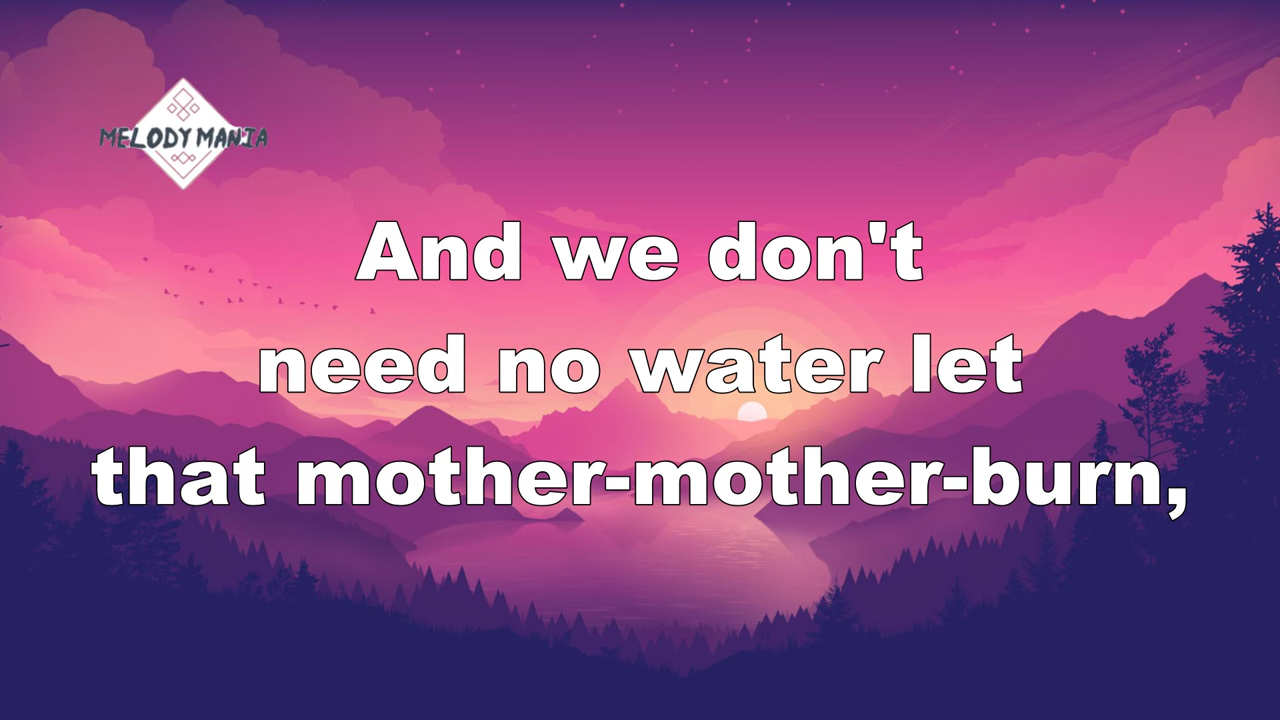 MELODY MANIA
And we don't
need no water let
that mother-mother-burn,